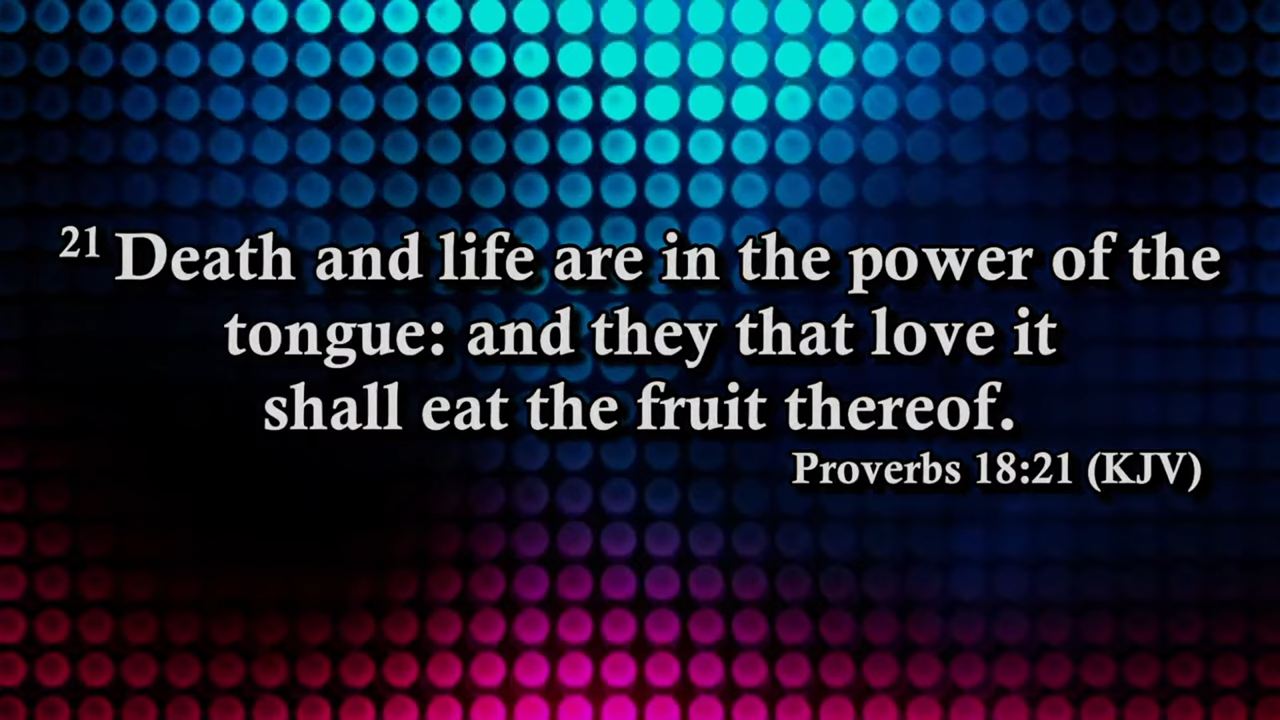 21 Death and life are in the power of the
tongue: and they that love it
shall eat the fruit thereof.
Proverbs 18:21 (KJV)